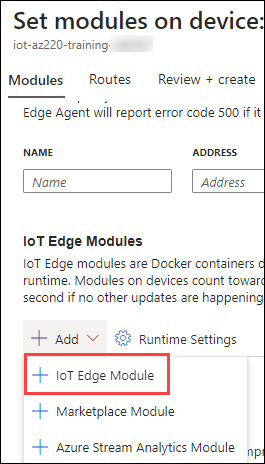 Set modules on device:
iot-az220-training-
Modules Routes Review + create
Edge Agent will report error code 500 if it
NAME ADDRESS
Name Address
IoT Edge Modules
IoT Edge modules are Docker containers d
runtime. Modules on devices count toward
second if no other updates are happening
+ Add Runtime Settings
+ IoT Edge Module
+ Marketplace Module
+ Azure Stream Analytics Module